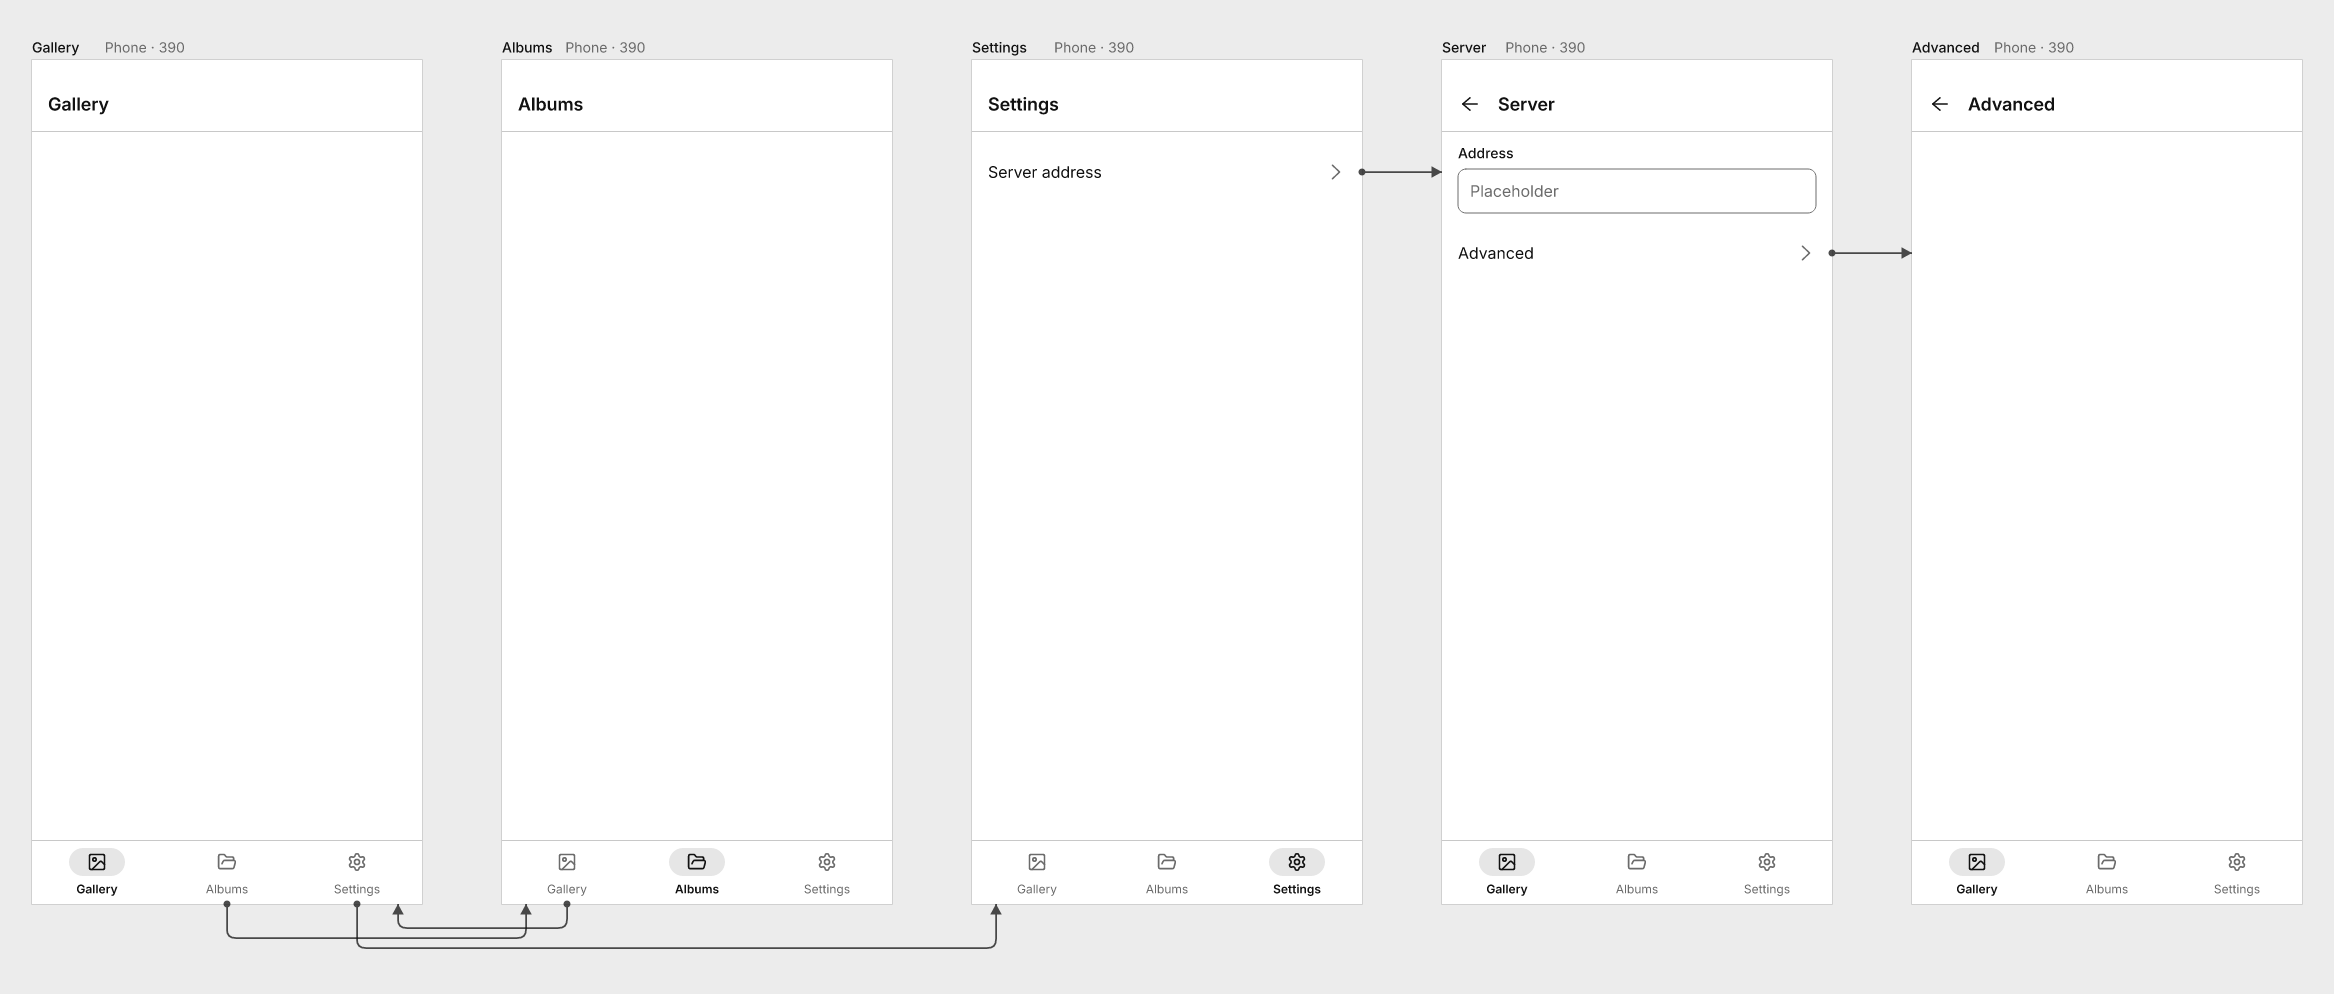 Gallery Phone · 390
Gallery
Gallery Albums Settings
Albums Phone · 390
Albums
Gallery Albums Settings
Settings Phone · 390
Settings
Server address
Gallery Albums Settings
Server Phone · 390
Server
Address
Placeholder
Advanced
Gallery Albums Settings
Advanced Phone · 390
Advanced
Gallery Albums Settings